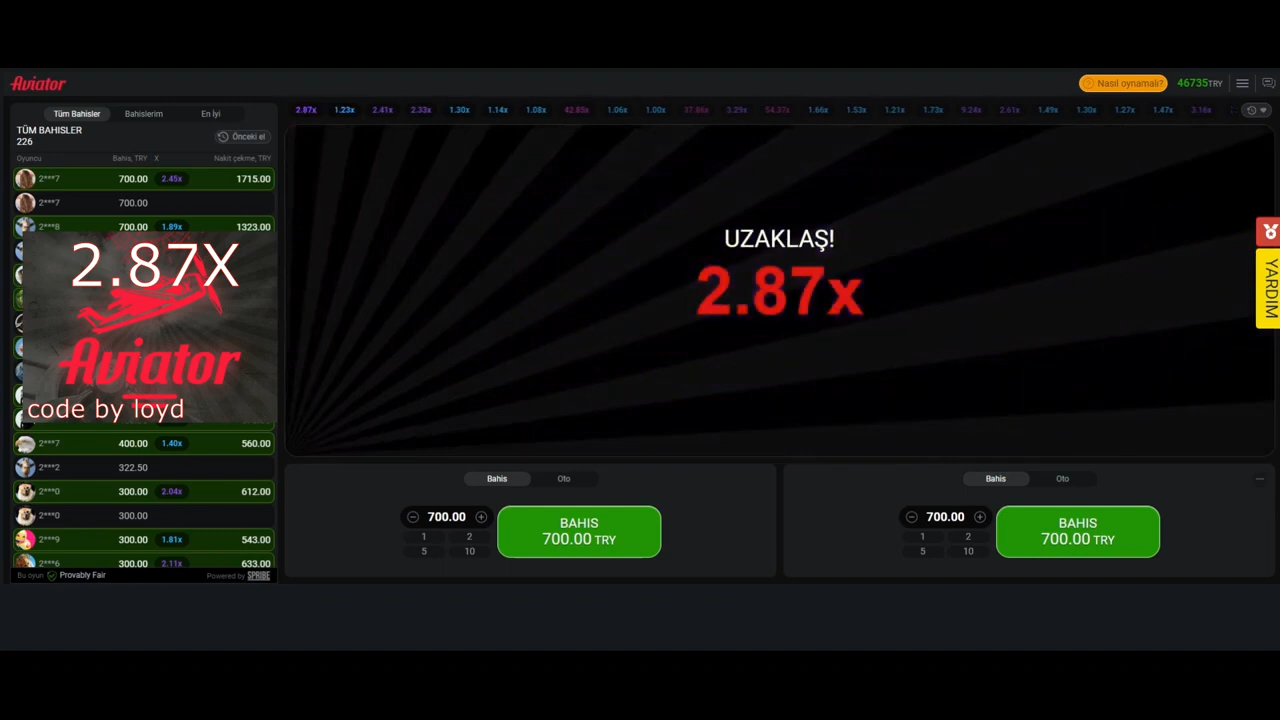 Aviator
Nasıl oynamalı?
46735TRY
Tüm Bahisler Bahislerim En İyi
2.87x 1.23x 2.41x 2.33x 1.30x 1.14x 1.08x 42.85x 1.06x 1.00x 37.86x 3.29x 54.37x 1.66x 1.53x 1.21x 1.73x 9.24x 2.61x 1.49x 1.30x 1.27x 1.47x 3.16x
TÜM BAHISLER
226
Önceki el
Oyuncu Bahis, TRY X Nakit çekme, TRY
2***7 700.00 2.45x 1715.00
2***7 700.00
2***8 700.00 1.89x 1323.00
2.87X
Aviator
code by loyd
2***7 400.00 1.40x 560.00
2***2 322.50
2***0 300.00 2.04x 612.00
2***0 300.00
2***9 300.00 1.81x 543.00
2***6 300.00 2.11x 633.00
Bu oyun Provably Fair Powered by SPRIBE
UZAKLAŞ!
2.87x
YARDIM
Bahis Oto
700.00
1 2
5 10
BAHIS
700.00 TRY
Bahis Oto
700.00
1 2
5 10
BAHIS
700.00 TRY